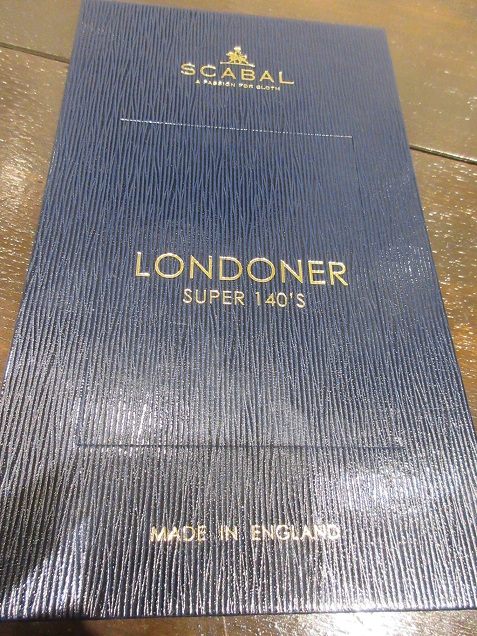 SCABAL
A PASSION FOR CLOTH
LONDONER
SUPER 140'S
MADE IN ENGLAND